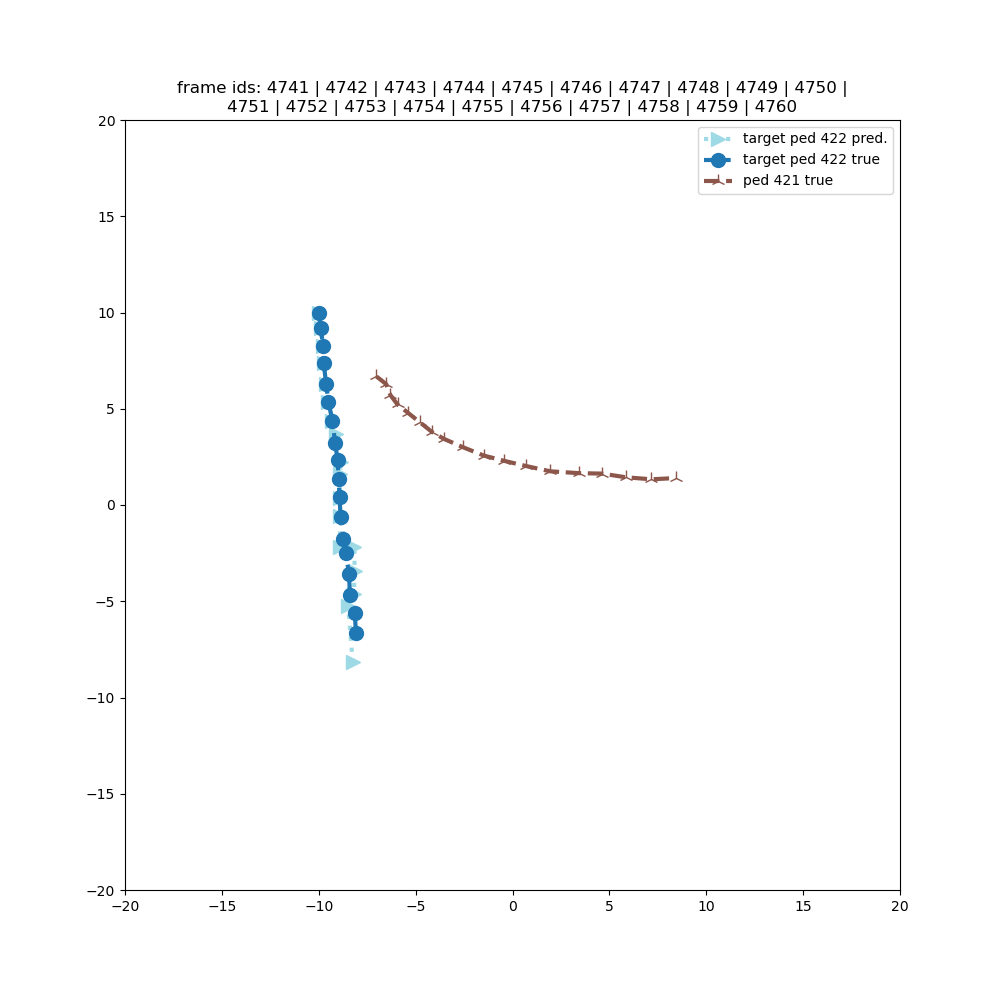 frame ids: 4741 | 4742 | 4743 | 4744 | 4745 | 4746 | 4747 | 4748 | 4749 | 4750 |
4751 | 4752 | 4753 | 4754 | 4755 | 4756 | 4757 | 4758 | 4759 | 4760
target ped 422 pred.
target ped 422 true
ped 421 true
20
15
10
5
0
−5
−10
−15
−20
−20 −15 −10 −5 0 5 10 15 20